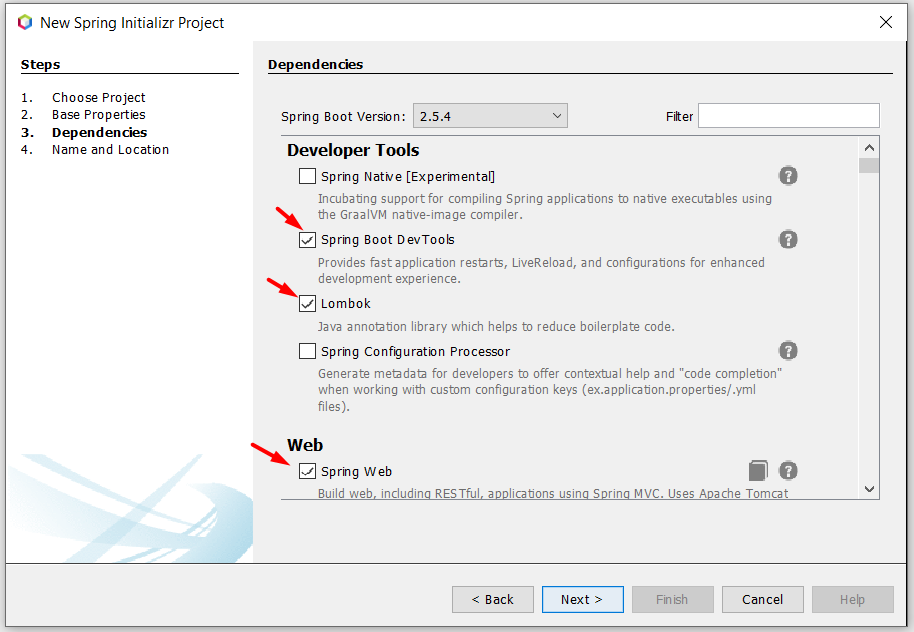 New Spring Initializr Project
Steps
1. Choose Project
2. Base Properties
3. Dependencies
4. Name and Location
Dependencies
Spring Boot Version: 2.5.4
Filter
Developer Tools
Spring Native [Experimental]
?
Incubating support for compiling Spring applications to native executables using
the GraalVM native-image compiler.
Spring Boot DevTools
?
Provides fast application restarts, LiveReload, and configurations for enhanced
development experience.
Lombok
Java annotation library which helps to reduce boilerplate code.
Spring Configuration Processor
?
Generate metadata for developers to offer contextual help and "code completion"
when working with custom configuration keys (ex.application.properties/.yml
files).
Web
Spring Web
?
Build web, including RESTful, applications using Spring MVC. Uses Apache Tomcat
< Back
Next >
Finish
Cancel
Help